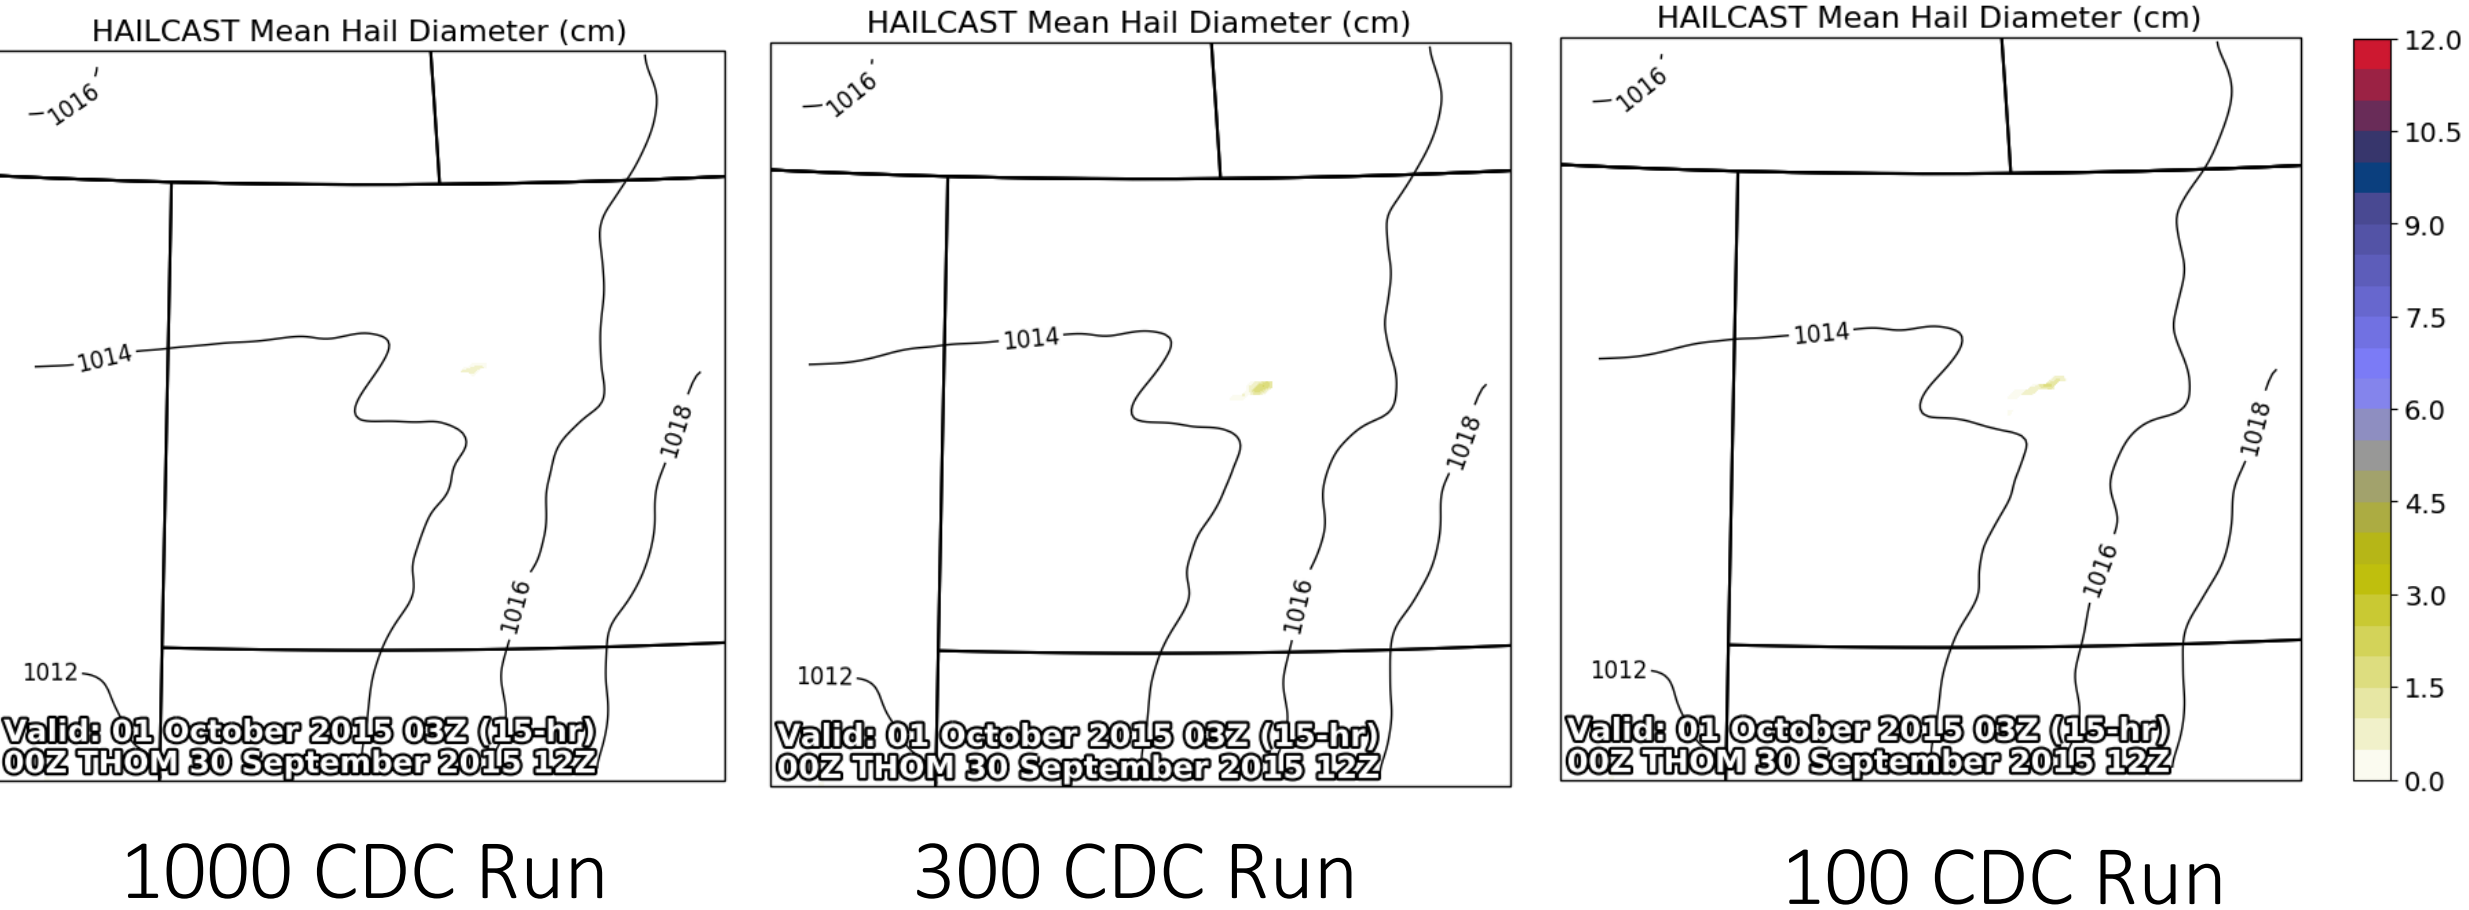 HAILCAST Mean Hail Diameter (cm)
1016
1014
1018
1016
1012
Valid: 01 October 2015 03Z (15-hr)
00Z THOM 30 September 2015 12Z
1000 CDC Run
HAILCAST Mean Hail Diameter (cm)
1016
1014
1018
1016
1012
Valid: 01 October 2015 03Z (15-hr)
00Z THOM 30 September 2015 12Z
300 CDC Run
HAILCAST Mean Hail Diameter (cm)
1016
1014
1018
1016
1012
Valid: 01 October 2015 03Z (15-hr)
00Z THOM 30 September 2015 12Z
100 CDC Run
12.0
10.5
9.0
7.5
6.0
4.5
3.0
1.5
0.0